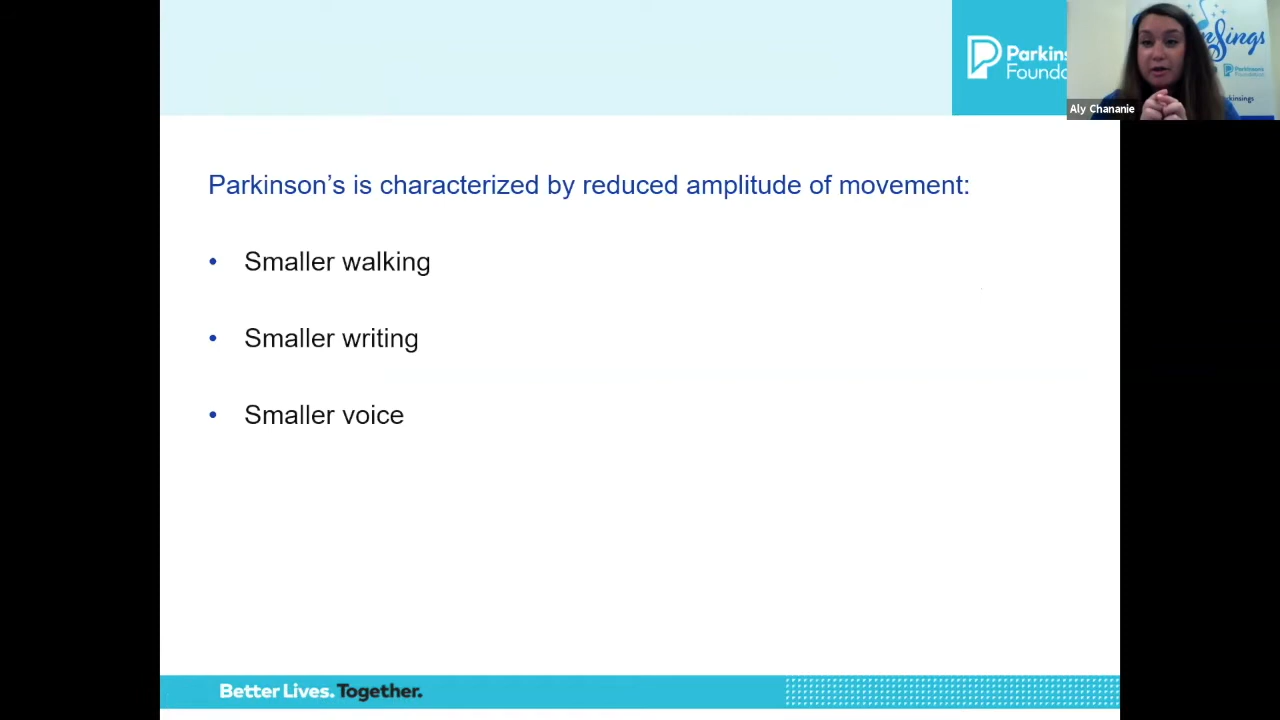 Parkinson's is characterized by reduced amplitude of movement:
• Smaller walking
• Smaller writing
• Smaller voice
Better Lives. Together.
Aly Chananie